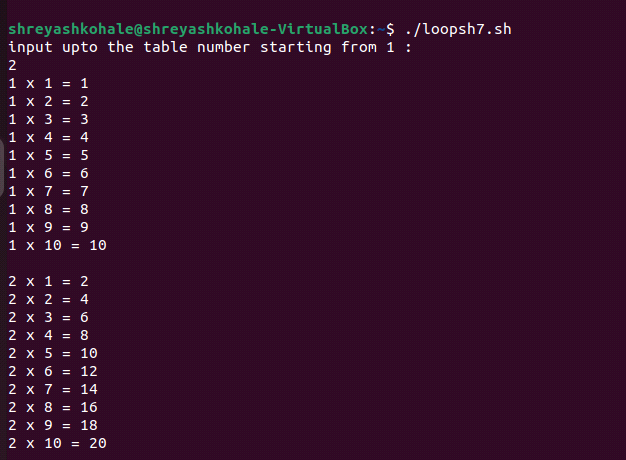 shreyashkohale@shreyashkohale-VirtualBox:~$ ./loopsh7.sh
input upto the table number starting from 1 :
2
1 x 1 = 1
1 x 2 = 2
1 x 3 = 3
1 x 4 = 4
1 x 5 = 5
1 x 6 = 6
1 x 7 = 7
1 x 8 = 8
1 x 9 = 9
1 x 10 = 10

2 x 1 = 2
2 x 2 = 4
2 x 3 = 6
2 x 4 = 8
2 x 5 = 10
2 x 6 = 12
2 x 7 = 14
2 x 8 = 16
2 x 9 = 18
2 x 10 = 20